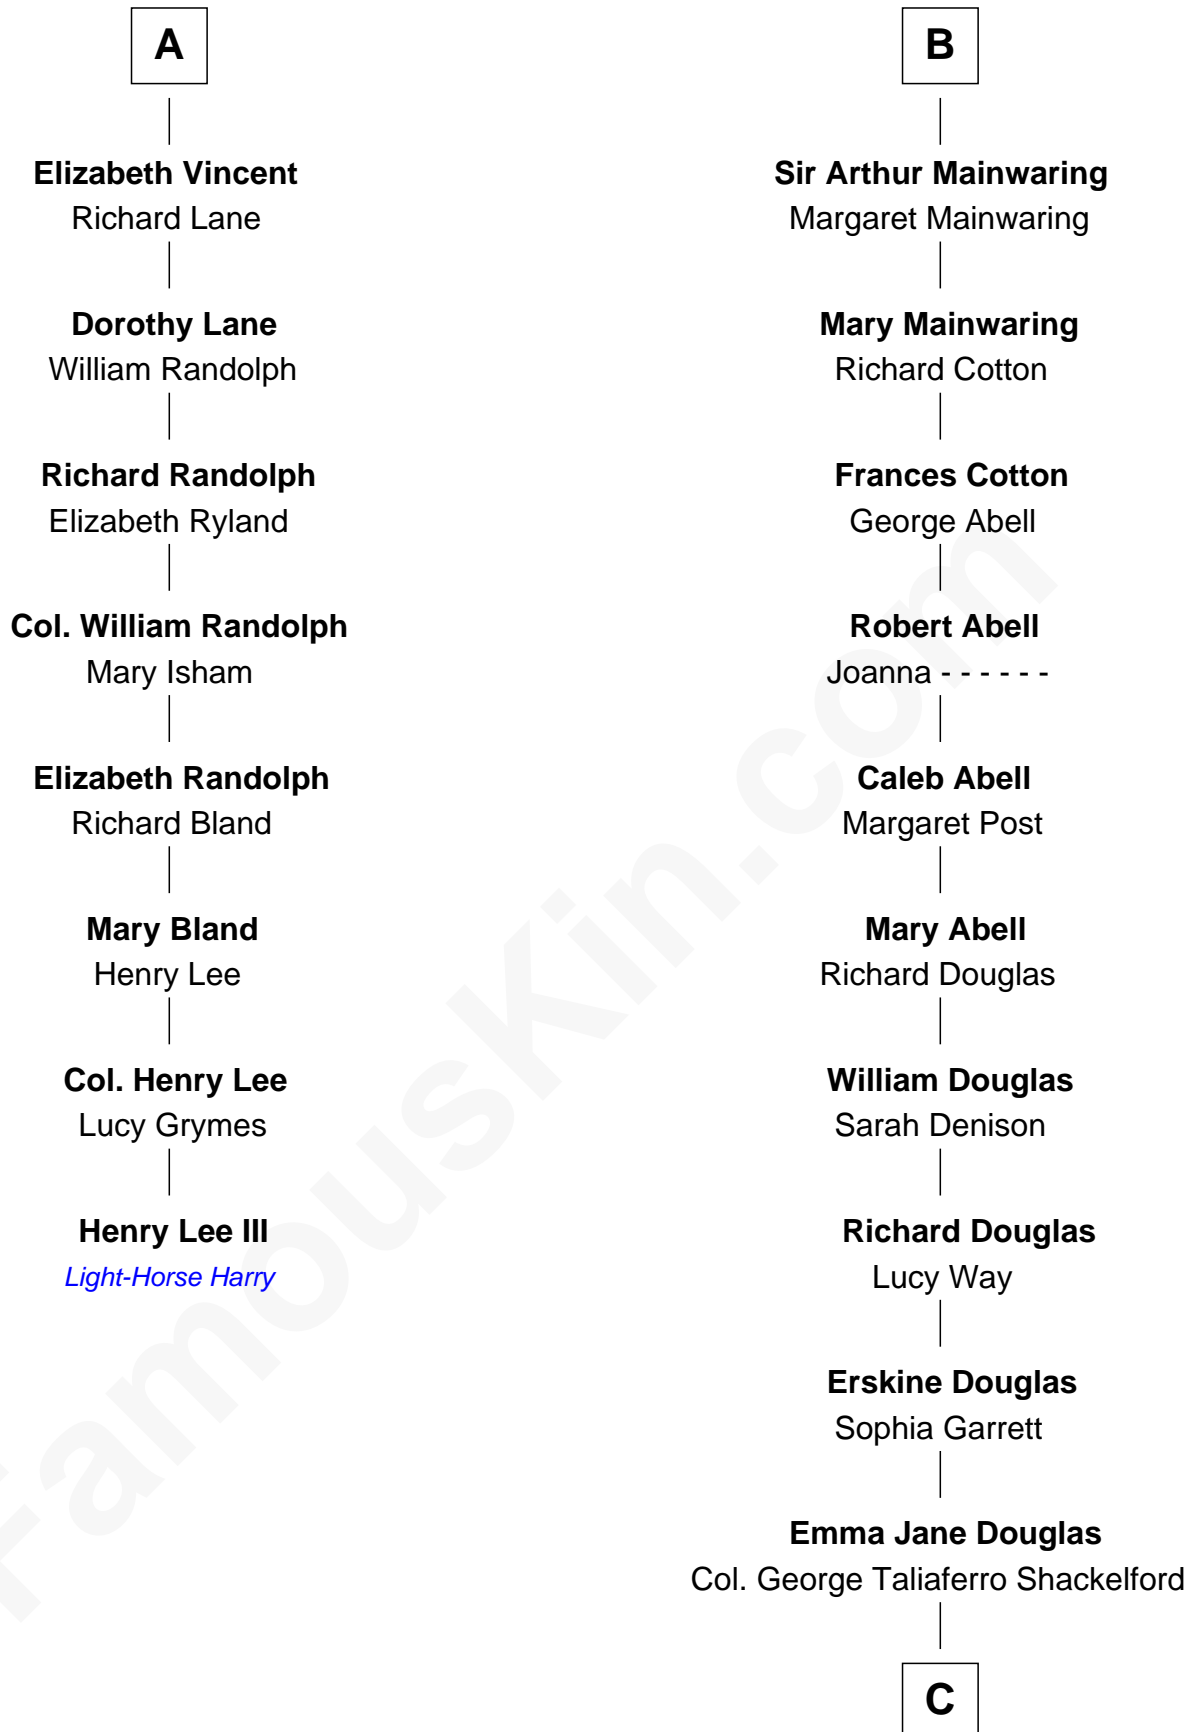 A
Elizabeth Vincent
Richard Lane
Dorothy Lane
William Randolph
Richard Randolph
Elizabeth Ryland
Col. William Randolph
Mary Isham
Elizabeth Randolph
Richard Bland
Mary Bland
Henry Lee
Col. Henry Lee
Lucy Grymes
Henry Lee III
Light-Horse Harry
B
Sir Arthur Mainwaring
Margaret Mainwaring
Mary Mainwaring
Richard Cotton
Frances Cotton
George Abell
Robert Abell
Joanna - - - - - -
Caleb Abell
Margaret Post
Mary Abell
Richard Douglas
William Douglas
Sarah Denison
Richard Douglas
Lucy Way
Erskine Douglas
Sophia Garrett
Emma Jane Douglas
Col. George Taliaferro Shackelford
C
FamousKin.com